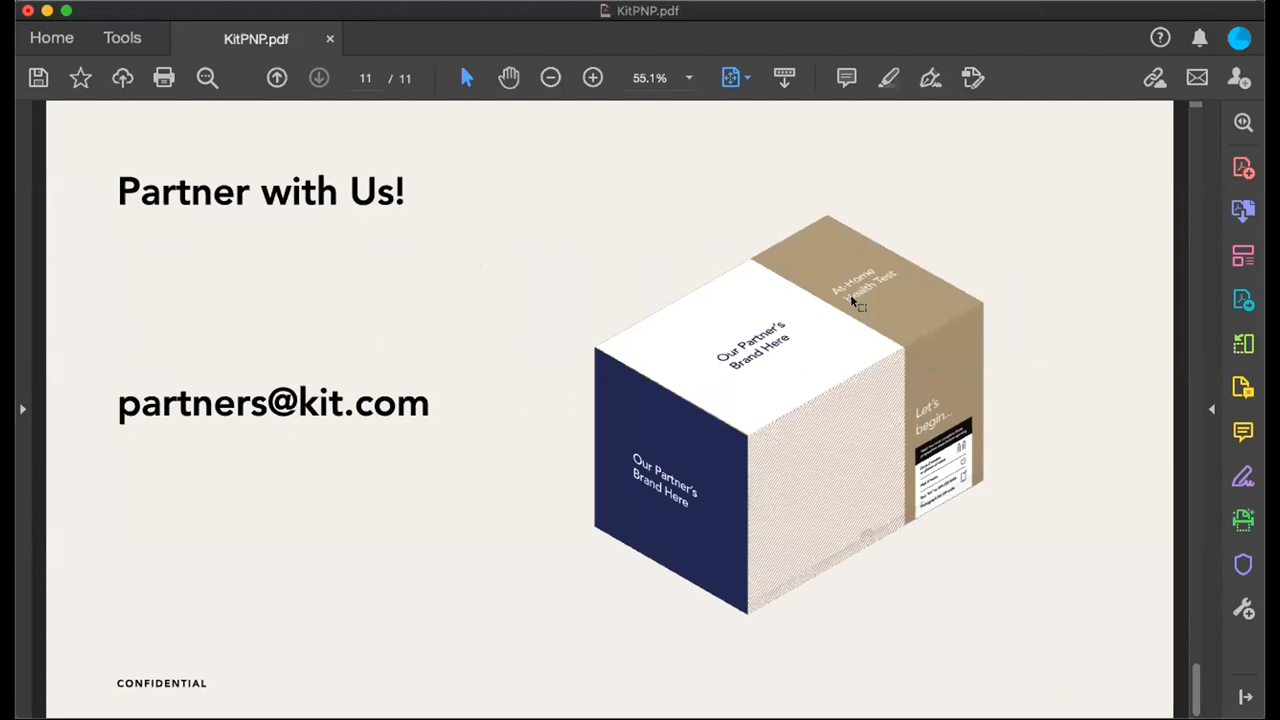 KitPNP.pdf
Home
Tools
KitPNP.pdf
11 / 11
55.1%
Partner with Us!
partners@kit.com
At-Home
Health Test
Our Partner's
Brand Here
Let's
begin...
Our Partner's
Brand Here
CONFIDENTIAL